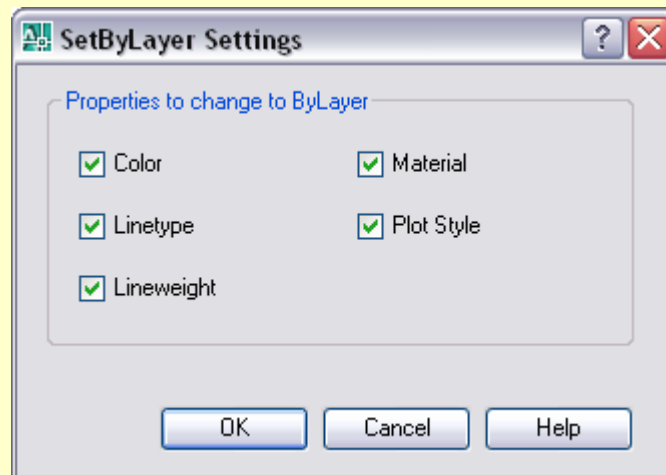 SetByLayer Settings
Properties to change to ByLayer
Color
Material
Linetype
Plot Style
Lineweight
OK
Cancel
Help